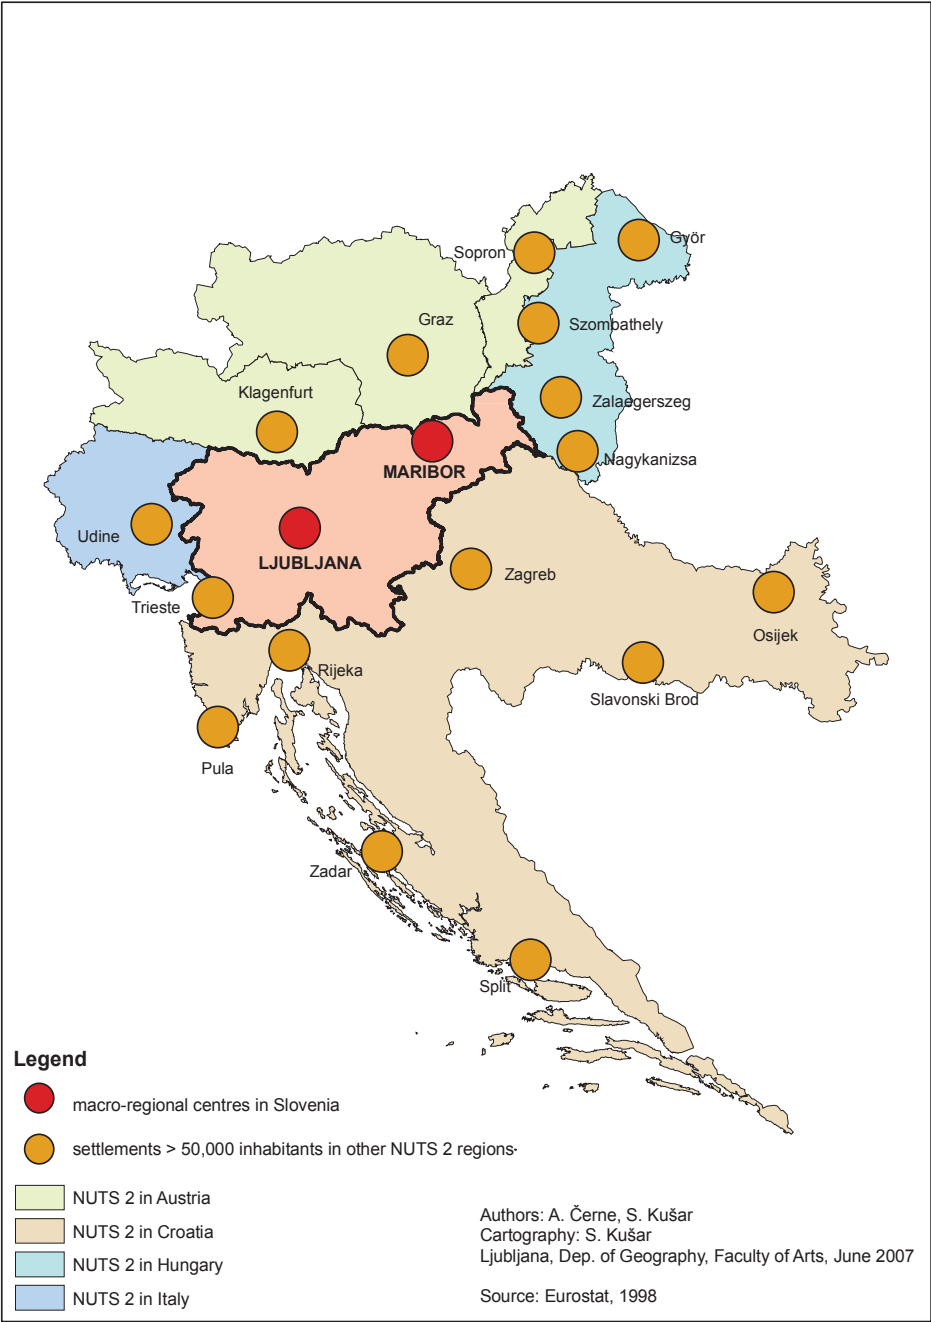 Sopron
Györ
Graz
Szombathely
Klagenfurt
Zalaegerszeg
MARIBOR
Nagykanizsa
Udine
LJUBLJANA
Zagreb
Trieste
Osijek
Rijeka
Slavonski Brod
Pula
Zadar
Split
Legend
macro-regional centres in Slovenia
settlements > 50,000 inhabitants in other NUTS 2 regions
NUTS 2 in Austria
NUTS 2 in Croatia
NUTS 2 in Hungary
NUTS 2 in Italy
Authors: A. Černe, S. Kušar
Cartography: S. Kušar
Ljubljana, Dep. of Geography, Faculty of Arts, June 2007
Source: Eurostat, 1998